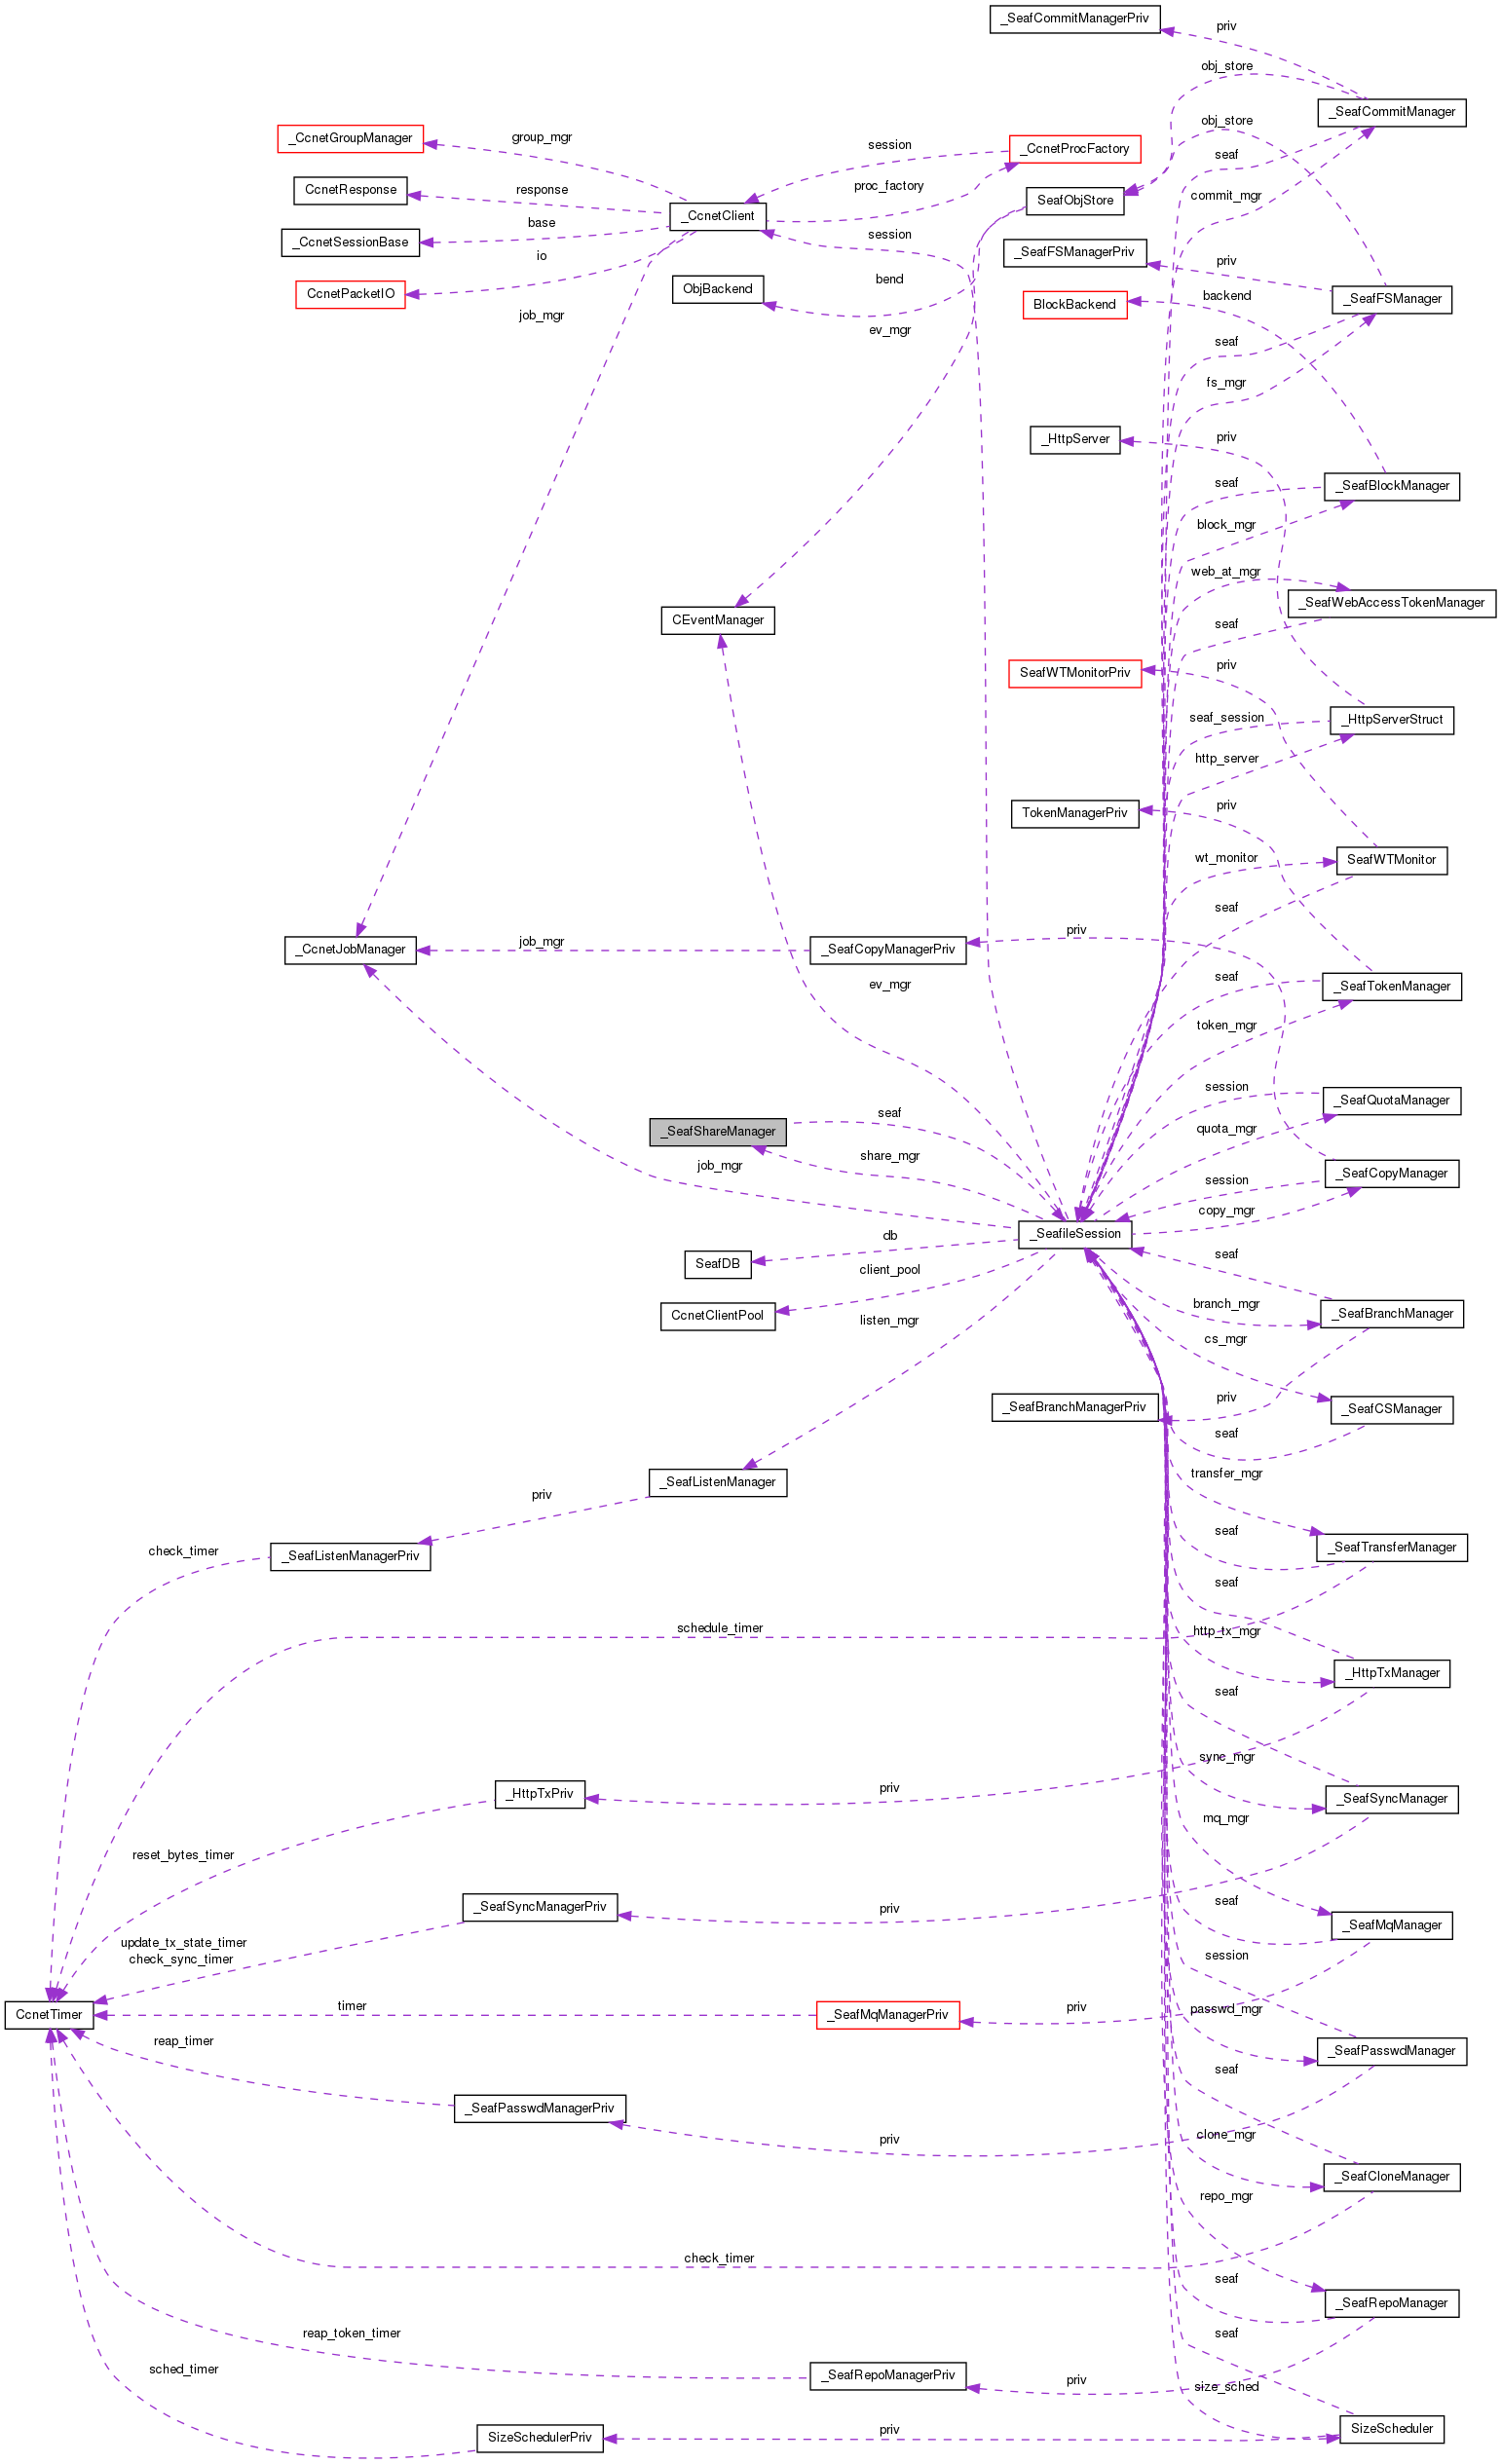 _SeafCommitManagerPriv
priv
obj_store
_SeafCommitManager
_CcnetGroupManager
group_mgr
session
_CcnetProcFactory
obj_store
seaf
CcnetResponse
response
proc_factory
SeafObjStore
commit_mgr
_CcnetClient
_CcnetSessionBase
base
session
_SeafFSManagerPriv
priv
io
CcnetPacketIO
ObjBackend
bend
BlockBackend
backend
_SeafFSManager
job_mgr
ev_mgr
seaf
fs_mgr
_HttpServer
priv
seaf
_SeafBlockManager
block_mgr
web_at_mgr
_SeafWebAccessTokenManager
CEventManager
seaf
SeafWTMonitorPriv
priv
seaf_session
_HttpServerStruct
http_server
TokenManagerPriv
priv
wt_monitor
SeafWTMonitor
seaf
_CcnetJobManager
job_mgr
_SeafCopyManagerPriv
priv
ev_mgr
seaf
_SeafTokenManager
token_mgr
session
_SeafQuotaManager
_SeafShareManager
seaf
quota_mgr
share_mgr
job_mgr
session
_SeafCopyManager
copy_mgr
_SeafileSession
db
SeafDB
seaf
client_pool
CcnetClientPool
listen_mgr
branch_mgr
_SeafBranchManager
cs_mgr
_SeafBranchManagerPriv
priv
_SeafCSManager
seaf
_SeafListenManager
transfer_mgr
priv
seaf
_SeafTransferManager
check_timer
_SeafListenManagerPriv
seaf
schedule_timer
http_tx_mgr
_HttpTxManager
seaf
sync_mgr
_HttpTxPriv
priv
_SeafSyncManager
mq_mgr
reset_bytes_timer
_SeafSyncManagerPriv
priv
seaf
_SeafMqManager
update_tx_state_timer
check_sync_timer
session
CcnetTimer
timer
_SeafMqManagerPriv
priv
passwd_mgr
reap_timer
_SeafPasswdManager
seaf
_SeafPasswdManagerPriv
priv
clone_mgr
_SeafCloneManager
repo_mgr
check_timer
seaf
_SeafRepoManager
reap_token_timer
seaf
sched_timer
_SeafRepoManagerPriv
priv
size_sched
SizeSchedulerPriv
priv
SizeScheduler